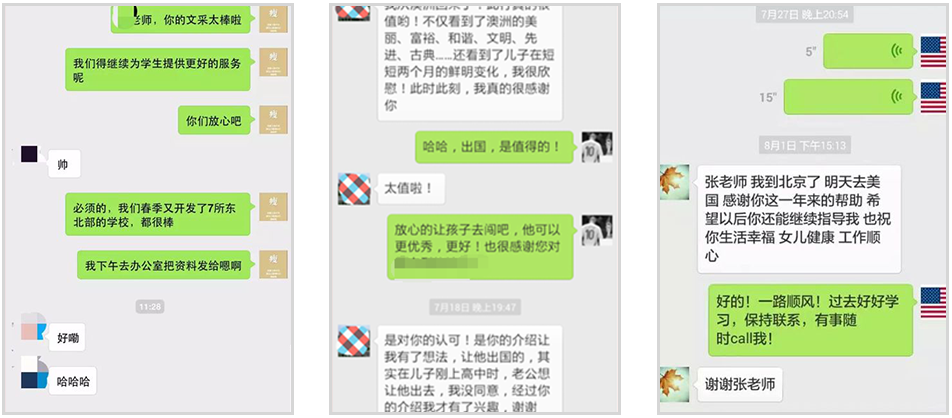 老师，你的文采太棒啦
我们得继续为学生提供更好的服务
呢
你们放心吧
帅
必须的，我们春季又开发了7所东
北部的学校，都很棒
我下午去办公室把资料发给嗯啊
11:28
好嘞
哈哈哈
值哟！不仅看到了澳洲的美
丽、富裕、和谐、文明、先
进、古典……还看到了儿子在短
短两个月的鲜明变化，我很欣
慰！此时此刻，我真的很感谢
你
哈哈，出国，是值得的！
太值啦！
放心的让孩子去闯吧，他可以
更优秀，更好！也很感谢您对
7月18日 晚上19:47
是对你的认可！是你的介绍让
我有了想法，让他出国的，其
实在儿子刚上高中时，老公想
让他出去，我没同意，经过你
的介绍我才有了兴趣，谢谢
7月27日 晚上20:54
5"
15"
8月1日 下午15:13
张老师 我到北京了 明天去美
国 感谢你这一年来的帮助 希
望以后你还能继续指导我 也祝
你生活幸福 女儿健康 工作顺
心
好的！一路顺风！过去好好学
习，保持联系，有事随
时call我！
谢谢张老师